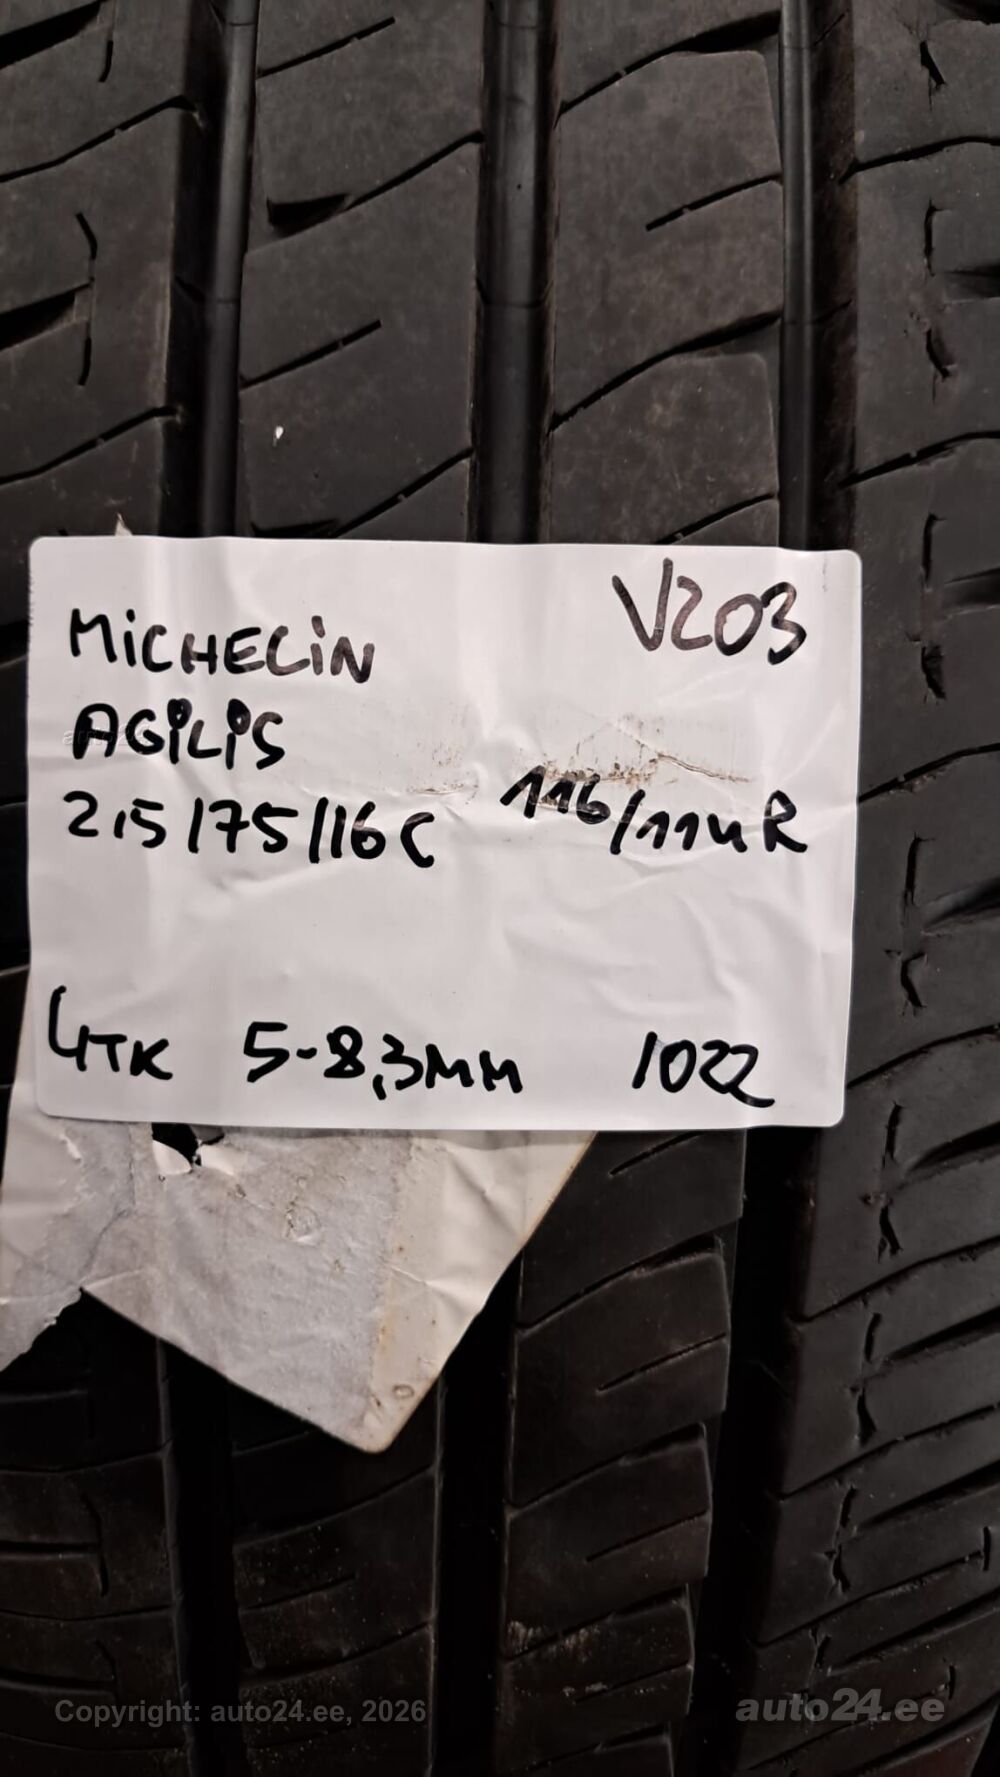 V203
MiCHELiN
AGiLiS
215/75/16C 116/114R
4TK 5-8,3MM 1022
Copyright: auto24.ee, 2026
auto24.ee